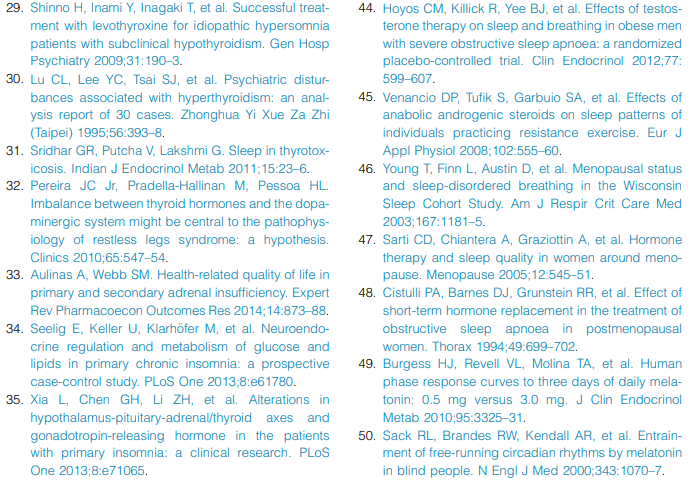 29. Shinno H, Inami Y, Inagaki T, et al. Successful treat-
ment with levothyroxine for idiopathic hypersomnia
patients with subclinical hypothyroidism. Gen Hosp
Psychiatry 2009;31:190–3.
30. Lu CL, Lee YC, Tsai SJ, et al. Psychiatric distur-
bances associated with hyperthyroidism: an anal-
ysis report of 30 cases. Zhonghua Yi Xue Za Zhi
(Taipei) 1995;56:393–8.
31. Sridhar GR, Putcha V, Lakshmi G. Sleep in thyrotox-
icosis. Indian J Endocrinol Metab 2011;15:23–6.
32. Pereira JC Jr, Pradella-Hallinan M, Pessoa HL.
Imbalance between thyroid hormones and the dopa-
minergic system might be central to the pathophys-
iology of restless legs syndrome: a hypothesis.
Clinics 2010;65:547–54.
33. Aulinas A, Webb SM. Health-related quality of life in
primary and secondary adrenal insufficiency. Expert
Rev Pharmacoecon Outcomes Res 2014;14:873–88.
34. Seelig E, Keller U, Klarhöfer M, et al. Neuroendo-
crine regulation and metabolism of glucose and
lipids in primary chronic insomnia: a prospective
case-control study. PLoS One 2013;8:e61780.
35. Xia L, Chen GH, Li ZH, et al. Alterations in
hypothalamus-pituitary-adrenal/thyroid axes and
gonadotropin-releasing hormone in the patients
with primary insomnia: a clinical research. PLoS
One 2013;8:e71065.
44. Hoyos CM, Killick R, Yee BJ, et al. Effects of testos-
terone therapy on sleep and breathing in obese men
with severe obstructive sleep apnoea: a randomized
placebo-controlled trial. Clin Endocrinol 2012;77:
599–607.
45. Venancio DP, Tufik S, Garbuio SA, et al. Effects of
anabolic androgenic steroids on sleep patterns of
individuals practicing resistance exercise. Eur J
Appl Physiol 2008;102:555–60.
46. Young T, Finn L, Austin D, et al. Menopausal status
and sleep-disordered breathing in the Wisconsin
Sleep Cohort Study. Am J Respir Crit Care Med
2003;167:1181–5.
47. Sarti CD, Chiantera A, Graziottin A, et al. Hormone
therapy and sleep quality in women around meno-
pause. Menopause 2005;12:545–51.
48. Cistulli PA, Barnes DJ, Grunstein RR, et al. Effect of
short-term hormone replacement in the treatment of
obstructive sleep apnoea in postmenopausal
women. Thorax 1994;49:699–702.
49. Burgess HJ, Revell VL, Molina TA, et al. Human
phase response curves to three days of daily mela-
tonin: 0.5 mg versus 3.0 mg. J Clin Endocrinol
Metab 2010;95:3325–31.
50. Sack RL, Brandes RW, Kendall AR, et al. Entrain-
ment of free-running circadian rhythms by melatonin
in blind people. N Engl J Med 2000;343:1070–7.